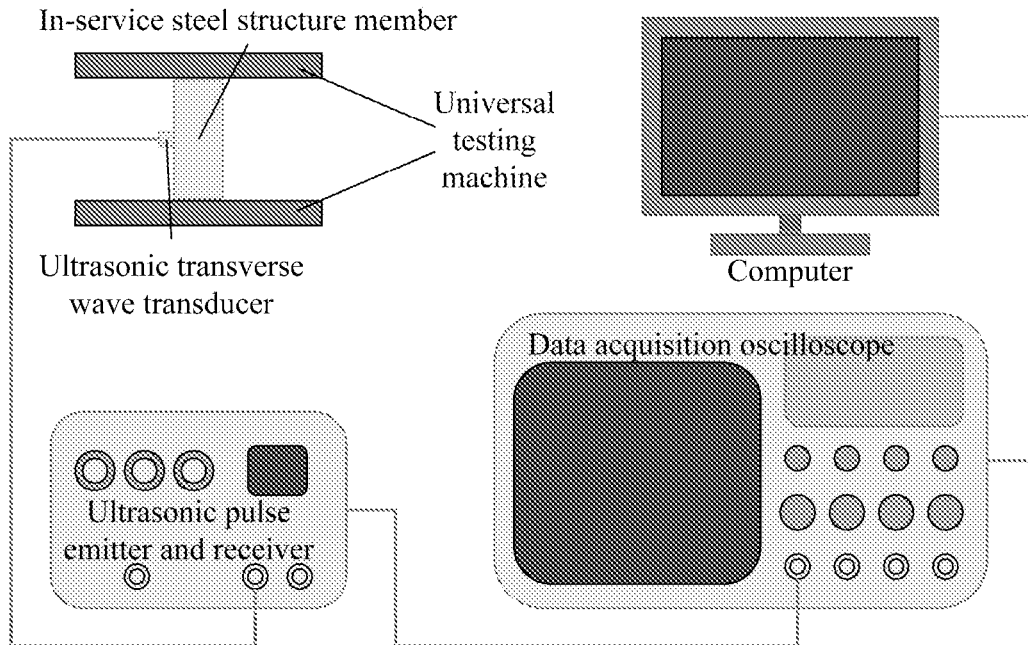 In-service steel structure member
Universal
testing
machine
Ultrasonic transverse
wave transducer
Computer
Data acquisition oscilloscope
Ultrasonic pulse
emitter and receiver